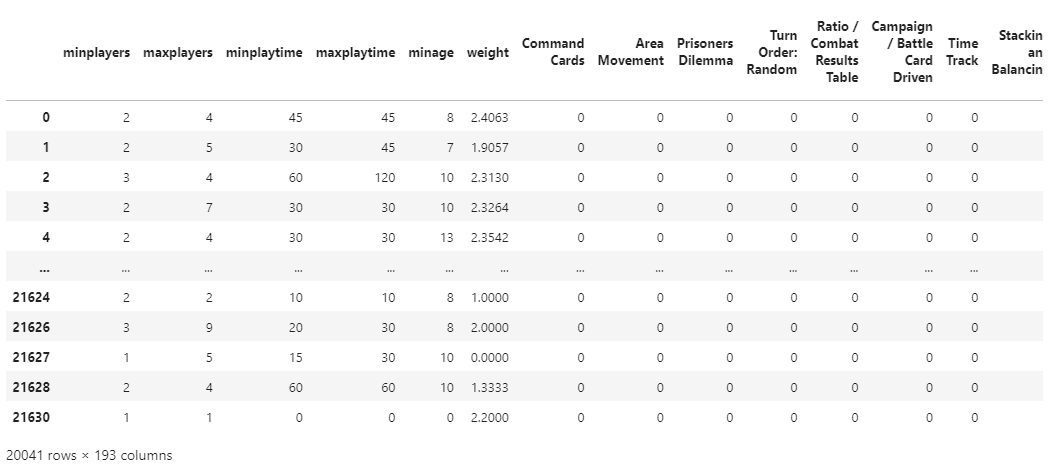 minplayers maxplayers minplaytime maxplaytime minage weight Command Cards Area Movement Prisoners Dilemma Turn Order: Random Ratio / Combat Results Table Campaign / Battle Card Driven Time Track Stackin an Balancin
0 2 4 45 45 8 2.4063 0 0 0 0 0 0 0
1 2 5 30 45 7 1.9057 0 0 0 0 0 0 0
2 3 4 60 120 10 2.3130 0 0 0 0 0 0 0
3 2 7 30 30 10 2.3264 0 0 0 0 0 0 0
4 2 4 30 30 13 2.3542 0 0 0 0 0 0 0
... ... ... ... ... ... ... ... ... ... ... ... ... ...
21624 2 2 10 10 8 1.0000 0 0 0 0 0 0 0
21626 3 9 20 30 8 2.0000 0 0 0 0 0 0 0
21627 1 5 15 30 10 0.0000 0 0 0 0 0 0 0
21628 2 4 60 60 10 1.3333 0 0 0 0 0 0 0
21630 1 1 0 0 0 2.2000 0 0 0 0 0 0 0
20041 rows × 193 columns